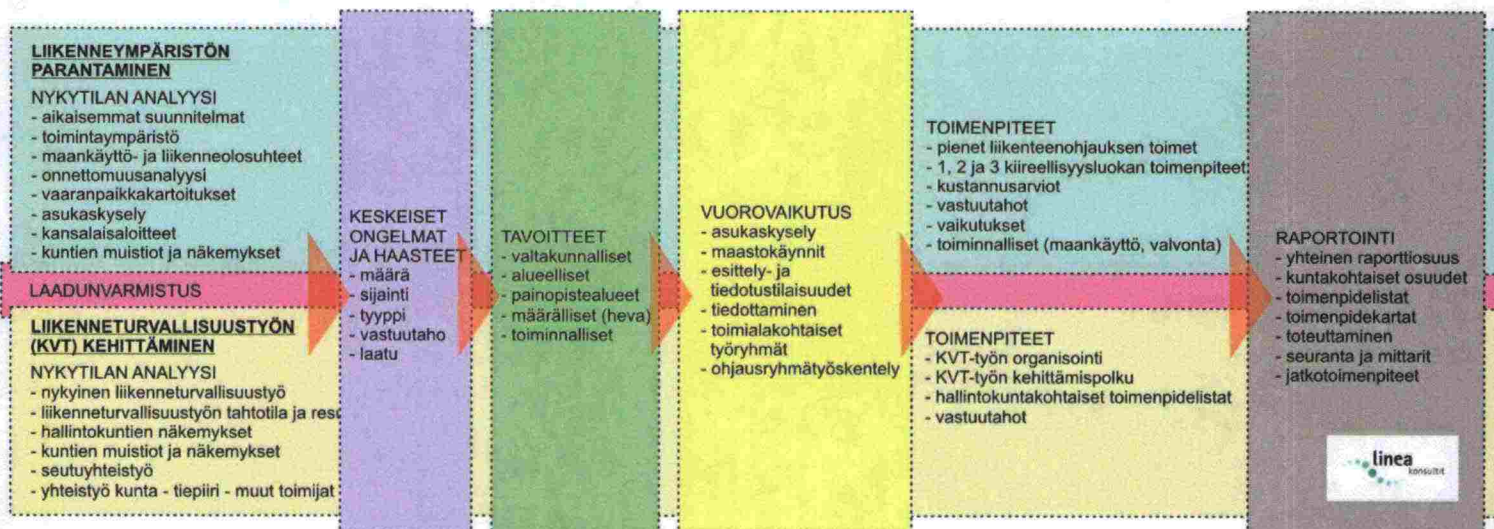 LIIKENNEYMPÄRISTÖN
PARANTAMINEN
NYKYTILAN ANALYYSI
- aikaisemmat suunnitelmat
- toimintaympäristö
- maankäyttö- ja liikenneolosuhteet
- onnettomuusanalyysi
- vaaranpaikkakartoitukset
- asukaskysely
- kansalaisaloitteet
- kuntien muistiot ja näkemykset
LAADUNVARMISTUS
LIIKENNETURVALLISUUSTYÖN
(KVT) KEHITTÄMINEN
NYKYTILAN ANALYYSI
- nykyinen liikenneturvallisuustyö
- liikenneturvallisuustyön tahtotila ja
- hallintokuntien näkemykset
- kuntien muistiot ja näkemykset
- seutuyhteistyö
- yhteistyö kunta - tiepiiri - muut toimijat
KESKEISET
ONGELMAT
JA HAASTEET
- määrä
- sijainti
- tyyppi
- vastuutaho
- laatu
TAVOITTEET
- valtakunnalliset
- alueelliset
- painopistealueet
- määrälliset (heva)
- toiminnalliset
VUOROVAIKUTUS
- asukaskysely
- maastokäynnit
- esittely- ja
tiedotustilaisuudet
- tiedottaminen
- toimialakohtaiset
työryhmät
- ohjausryhmätyöskentely
TOIMENPITEET
- pienet liikenteenohjauksen toimet
- 1, 2 ja 3 kiireellisyysluokan toimenpiteet
- kustannusarviot
- vastuutahot
- vaikutukset
- toiminnalliset (maankäyttö, valvonta)
TOIMENPITEET
- KVT-työn organisointi
- KVT-työn kehittämispolku
- hallintokuntakohtaiset toimenpidelistat
- vastuutahot
RAPORTOINTI
- yhteinen raporttiosuus
- kuntakohtaiset osuudet
- toimenpidelistat
- toimenpidekartat
- toteuttaminen
- seuranta ja mittarit
- jatkotoimenpiteet
linea
konsultit